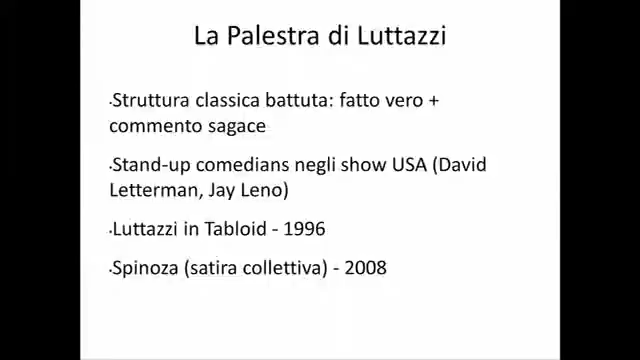 La Palestra di Luttazzi
·Struttura classica battuta: fatto vero +
commento sagace
·Stand-up comedians negli show USA (David
Letterman, Jay Leno)
·Luttazzi in Tabloid - 1996
·Spinoza (satira collettiva) - 2008